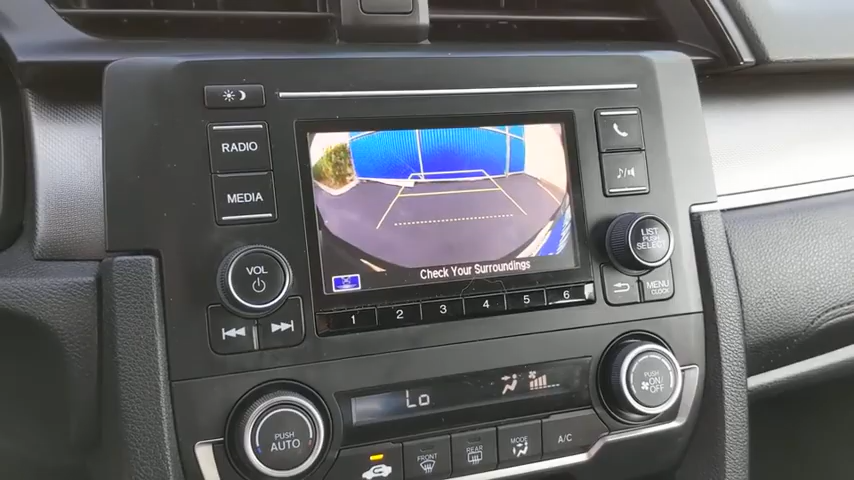 RADIO
MEDIA
VOL
Check Your Surroundings
1 2 3 4 5 6
LIST
PUSH
SELECT
MENU
CLOCK
PUSH
AUTO
Lo
FRONT
REAR
MODE
A/C
PUSH
ON/
OFF